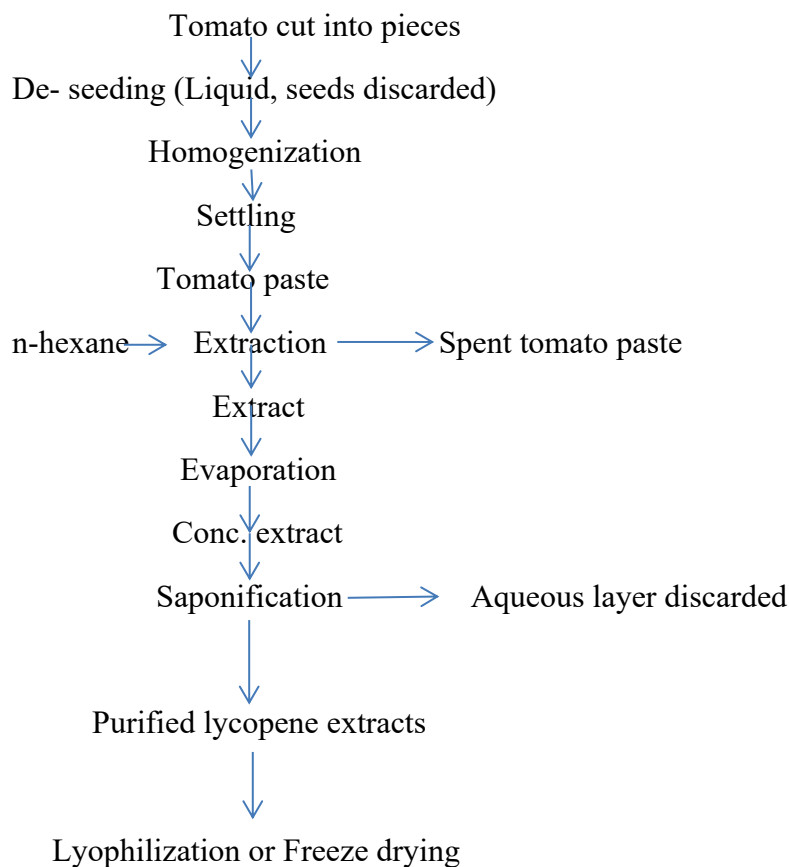 Tomato cut into pieces
De- seeding (Liquid, seeds discarded)
Homogenization
Settling
Tomato paste
n-hexane Extraction Spent tomato paste
Extract
Evaporation
Conc. extract
Saponification Aqueous layer discarded
Purified lycopene extracts
Lyophilization or Freeze drying